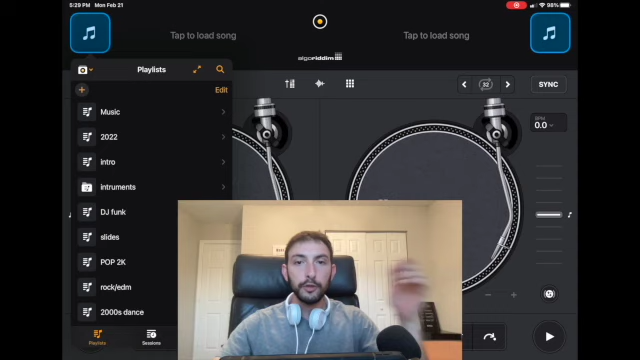 5:29 PM Mon Feb 21
98%
Tap to load song
Tap to load song
algoriddim
Playlists
Edit
Music
2022
intro
intruments
DJ funk
slides
POP 2K
rock/edm
2000s dance
Playlists
Sessions
32
SYNC
BPM
0.0